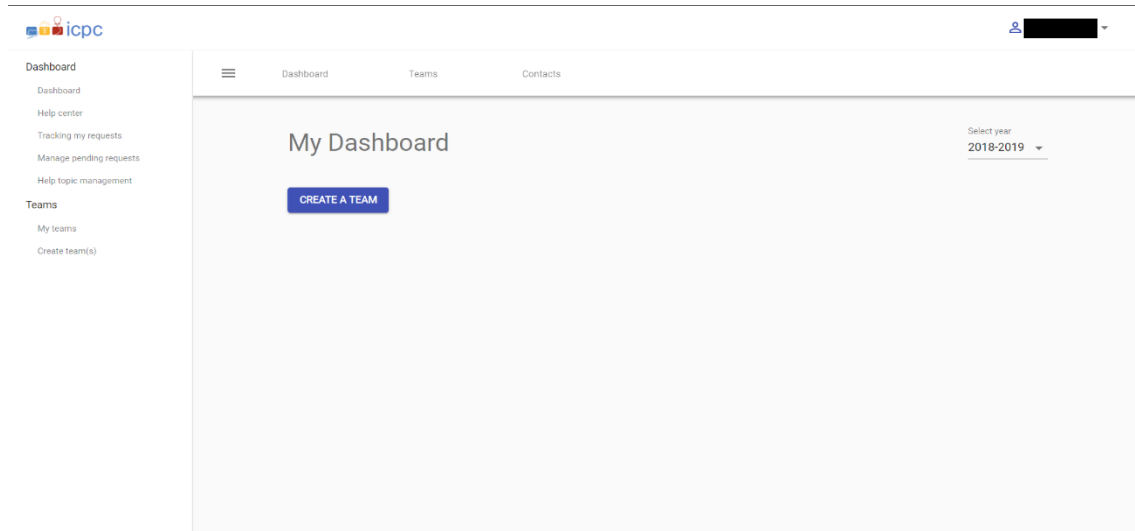 icpc
Dashboard
Dashboard
Help center
Tracking my requests
Manage pending requests
Help topic management
Teams
My teams
Create team(s)
Dashboard Teams Contacts
My Dashboard
Select year
2018-2019
CREATE A TEAM